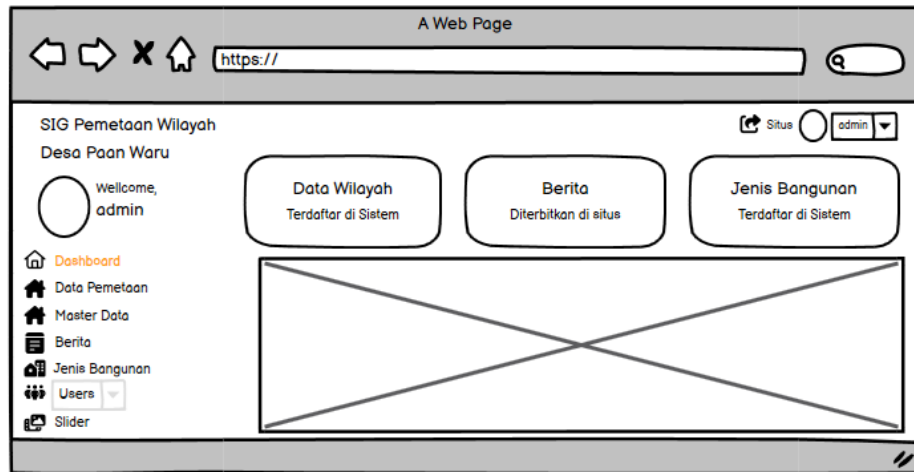 A Web Page
https://
SIG Pemetaan Wilayah
Desa Paan Waru
Situs
admin
Wellcome,
admin
Data Wilayah
Terdaftar di Sistem
Berita
Diterbitkan di situs
Jenis Bangunan
Terdaftar di Sistem
Dashboard
Data Pemetaan
Master Data
Berita
Jenis Bangunan
Users
Slider